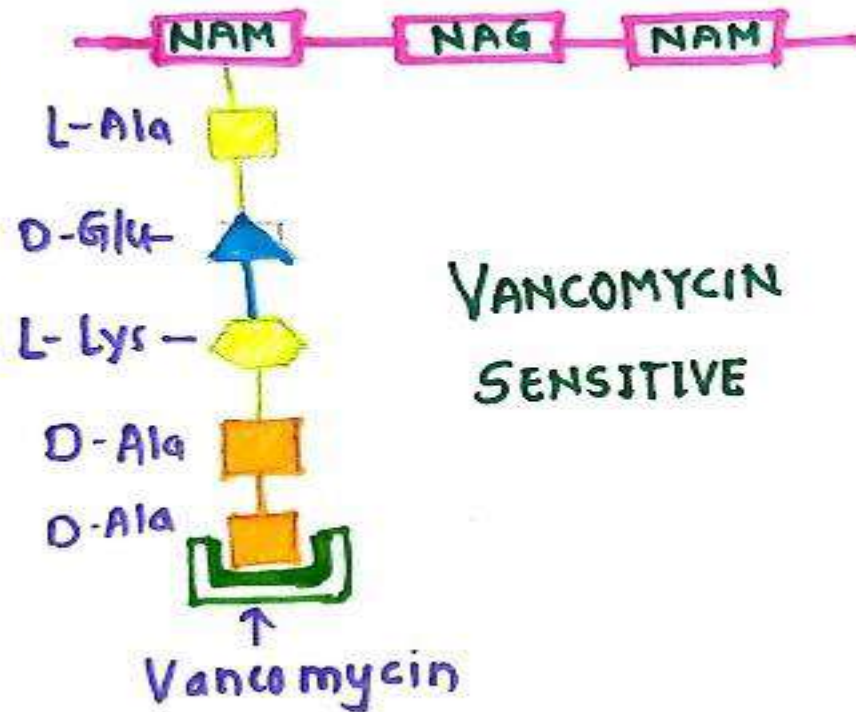 NAM NAG NAM
L-Ala
D-Glu
L-Lys
VANCOMYCIN
SENSITIVE
D-Ala
D-Ala
Vancomycin